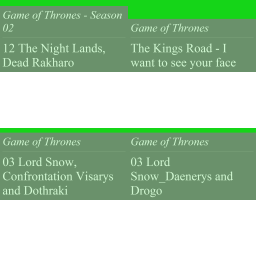 Game of Thrones - Season
02
12 The Night Lands,
Dead Rakharo
Game of Thrones
The Kings Road - I
want to see your face
Game of Thrones
03 Lord Snow,
Confrontation Visarys
and Dothraki
Game of Thrones
03 Lord
Snow_Daenerys and
Drogo